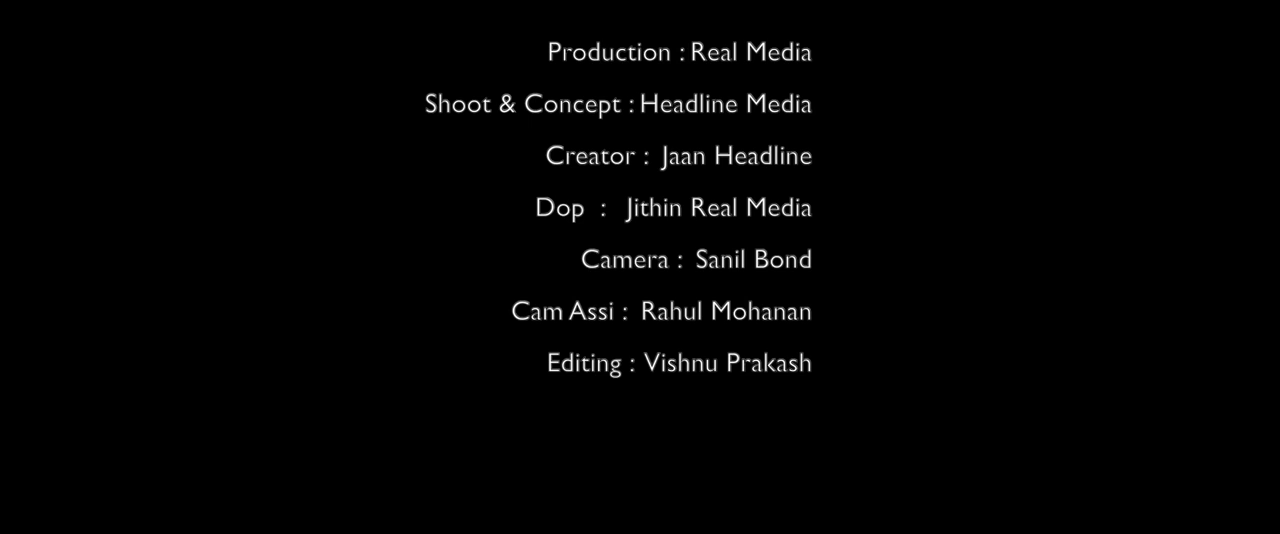 Production : Real Media
Shoot & Concept : Headline Media
Creator : Jaan Headline
Dop : Jithin Real Media
Camera : Sanil Bond
Cam Assi : Rahul Mohanan
Editing : Vishnu Prakash